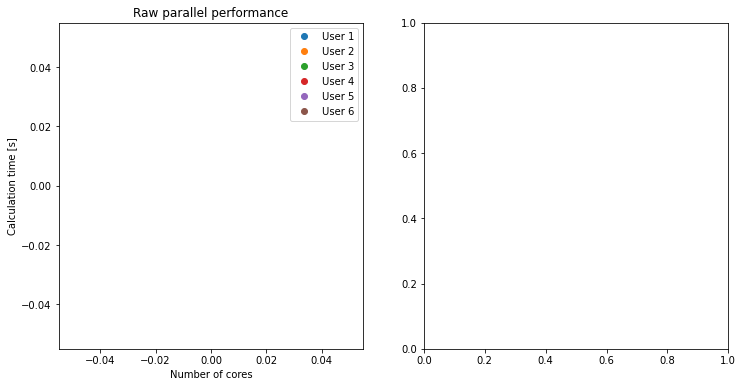 Raw parallel performance
User 1
User 2
User 3
User 4
User 5
User 6
Calculation time [s]
0.04
0.02
0.00
−0.02
−0.04
−0.04 −0.02 0.00 0.02 0.04
Number of cores
1.0
0.8
0.6
0.4
0.2
0.0
0.0 0.2 0.4 0.6 0.8 1.0